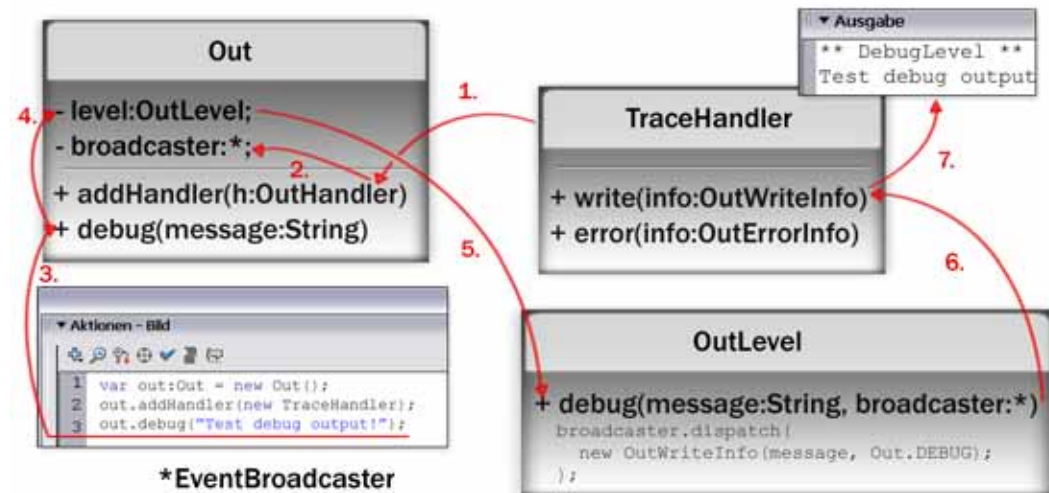 Out
- level:OutLevel;
- broadcaster:*;
+ addHandler(h:OutHandler)
+ debug(message:String)
1.
2.
3.
4.
5.
6.
7.
TraceHandler
+ write(info:OutWriteInfo)
+ error(info:OutErrorInfo)
Ausgabe
** DebugLevel **
Test debug output
Aktionen - Bild
1 var out:Out = new Out();
2 out.addHandler(new TraceHandler);
3 out.debug("Test debug output!");
*EventBroadcaster
OutLevel
+ debug(message:String, broadcaster:*)
broadcaster.dispatch(
new OutWriteInfo(message, Out.DEBUG);
);